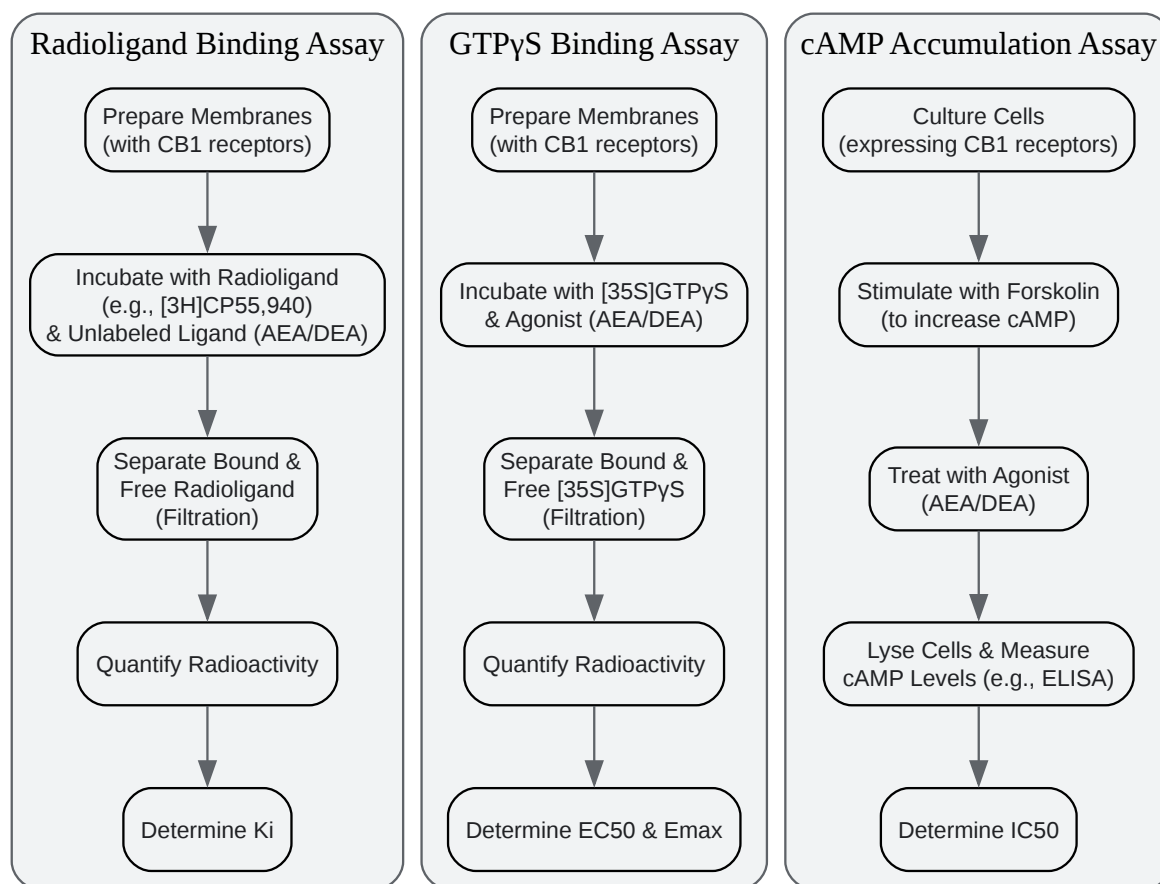 Radioligand Binding Assay
Prepare Membranes
(with CB1 receptors)
Incubate with Radioligand
(e.g., [3H]CP55,940)
& Unlabeled Ligand (AEA/DEA)
Separate Bound &
Free Radioligand
(Filtration)
Quantify Radioactivity
Determine Ki
GTPγS Binding Assay
Prepare Membranes
(with CB1 receptors)
Incubate with [35S]GTPγS
& Agonist (AEA/DEA)
Separate Bound &
Free [35S]GTPγS
(Filtration)
Quantify Radioactivity
Determine EC50 & Emax
cAMP Accumulation Assay
Culture Cells
(expressing CB1 receptors)
Stimulate with Forskolin
(to increase cAMP)
Treat with Agonist
(AEA/DEA)
Lyse Cells & Measure
cAMP Levels (e.g., ELISA)
Determine IC50